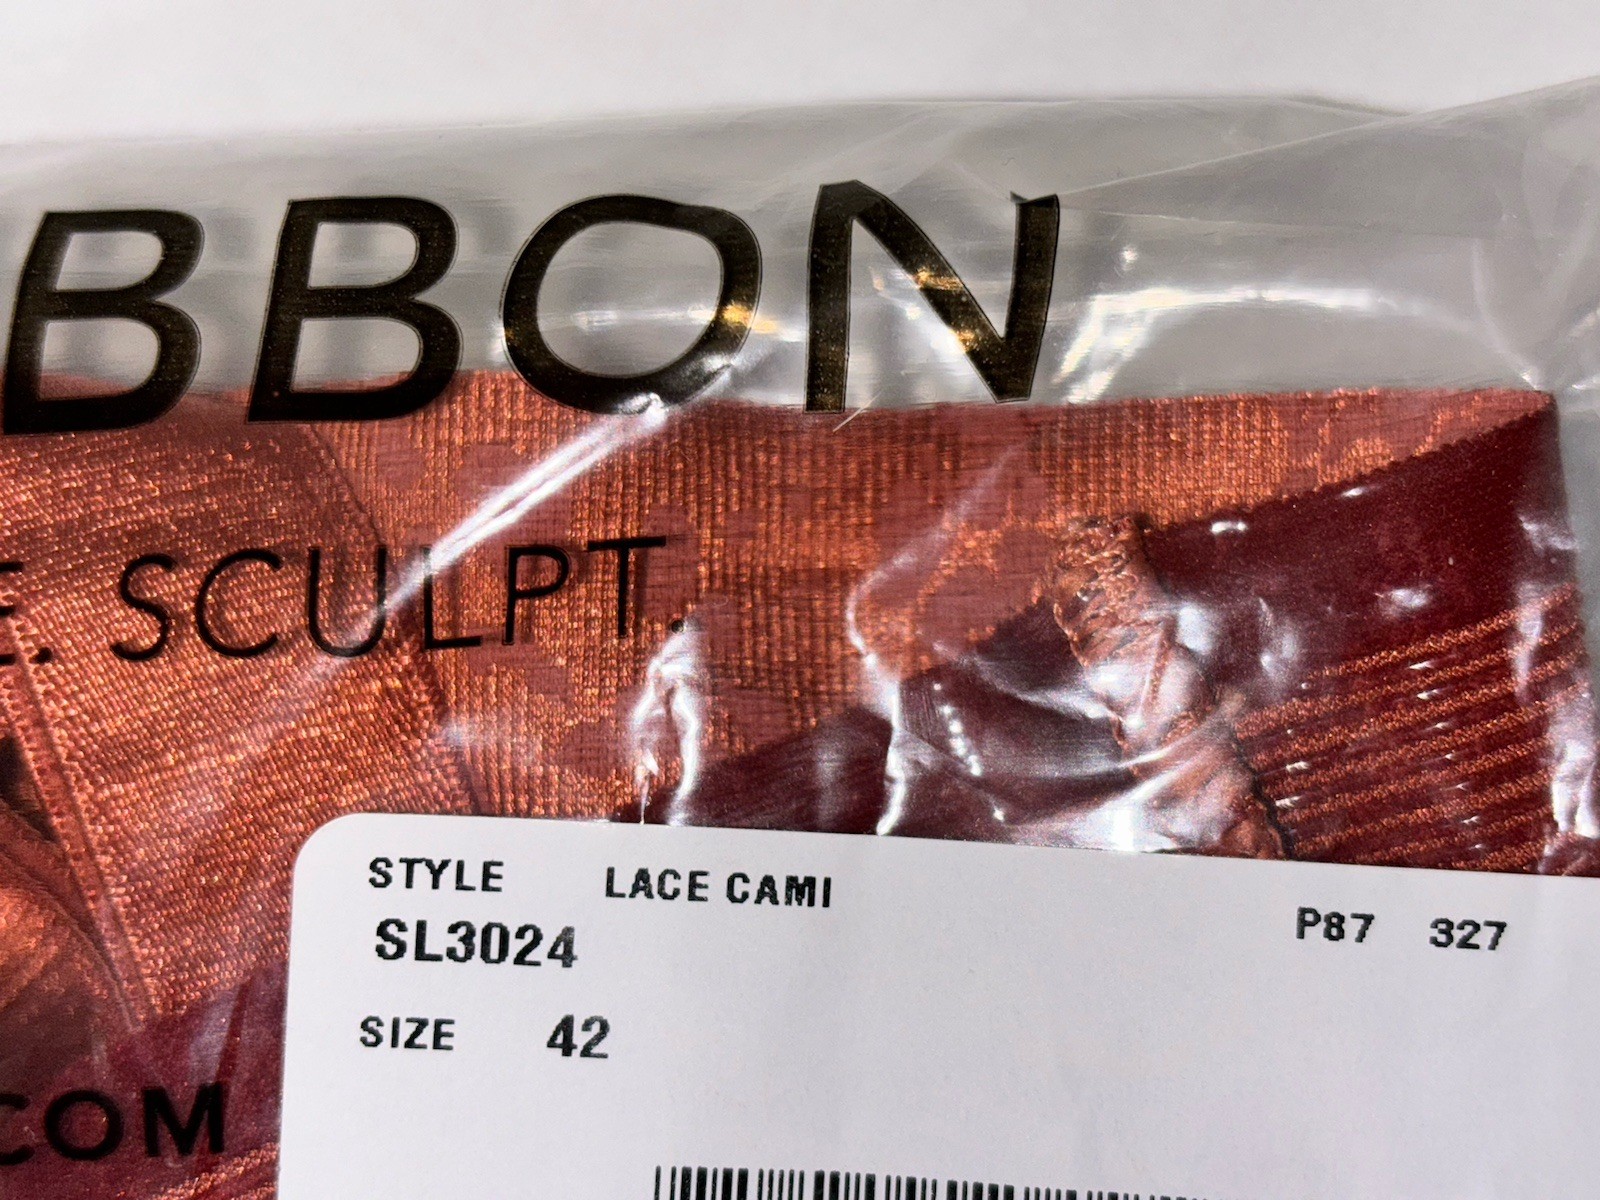 BBON
E. SCULPT.
STYLE LACE CAMI
SL3024 P87 327
SIZE 42
.COM